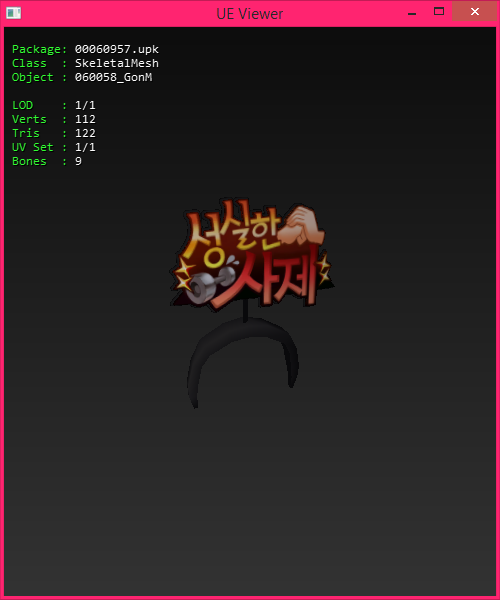 UE Viewer
Package: 00060957.upk
Class : SkeletalMesh
Object : 060058_GonM
LOD : 1/1
Verts : 112
Tris : 122
UV Set : 1/1
Bones : 9
성실한
사제